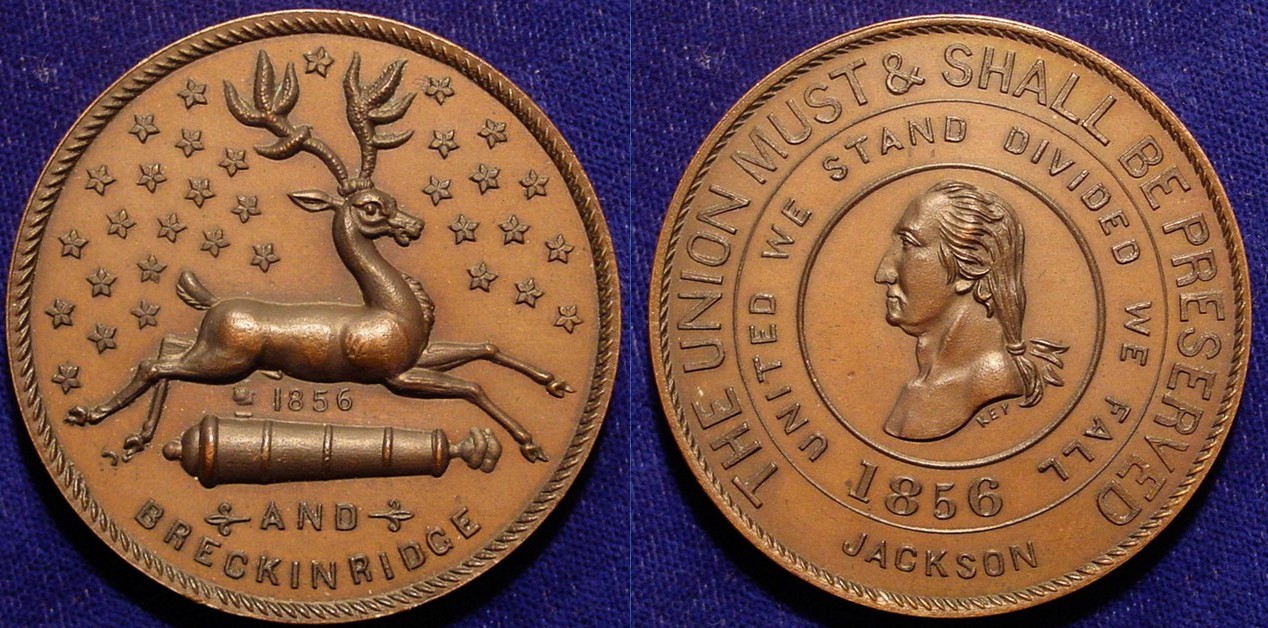 1856
AND
BRECKINRIDGE
THE UNION MUST & SHALL BE PRESERVED
UNITED WE STAND DIVIDED WE FALL
KEY
1856
JACKSON